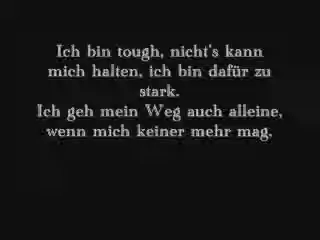 Ich bin tough, nicht's kann
mich halten, ich bin dafür zu
stark.
Ich geh mein Weg auch alleine,
wenn mich keiner mehr mag.